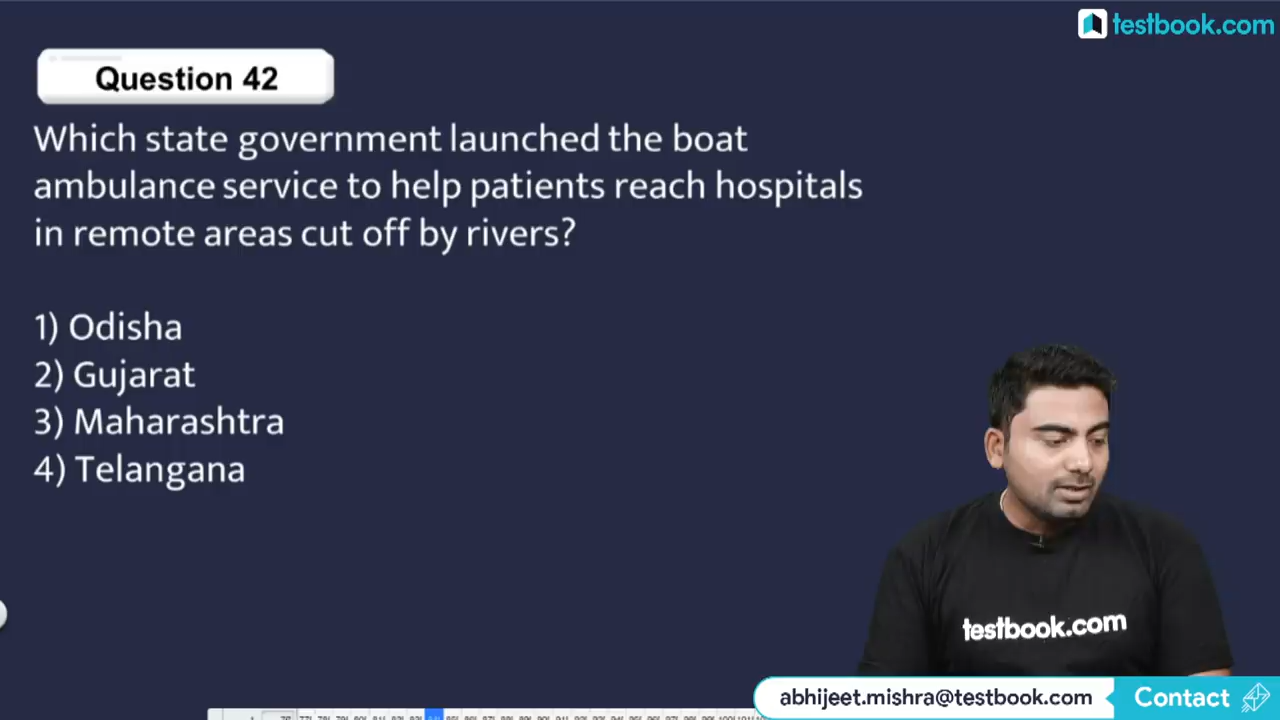 testbook.com
Question 42
Which state government launched the boat
ambulance service to help patients reach hospitals
in remote areas cut off by rivers?
1) Odisha
2) Gujarat
3) Maharashtra
4) Telangana
testbook.com
abhijeet.mishra@testbook.com
Contact